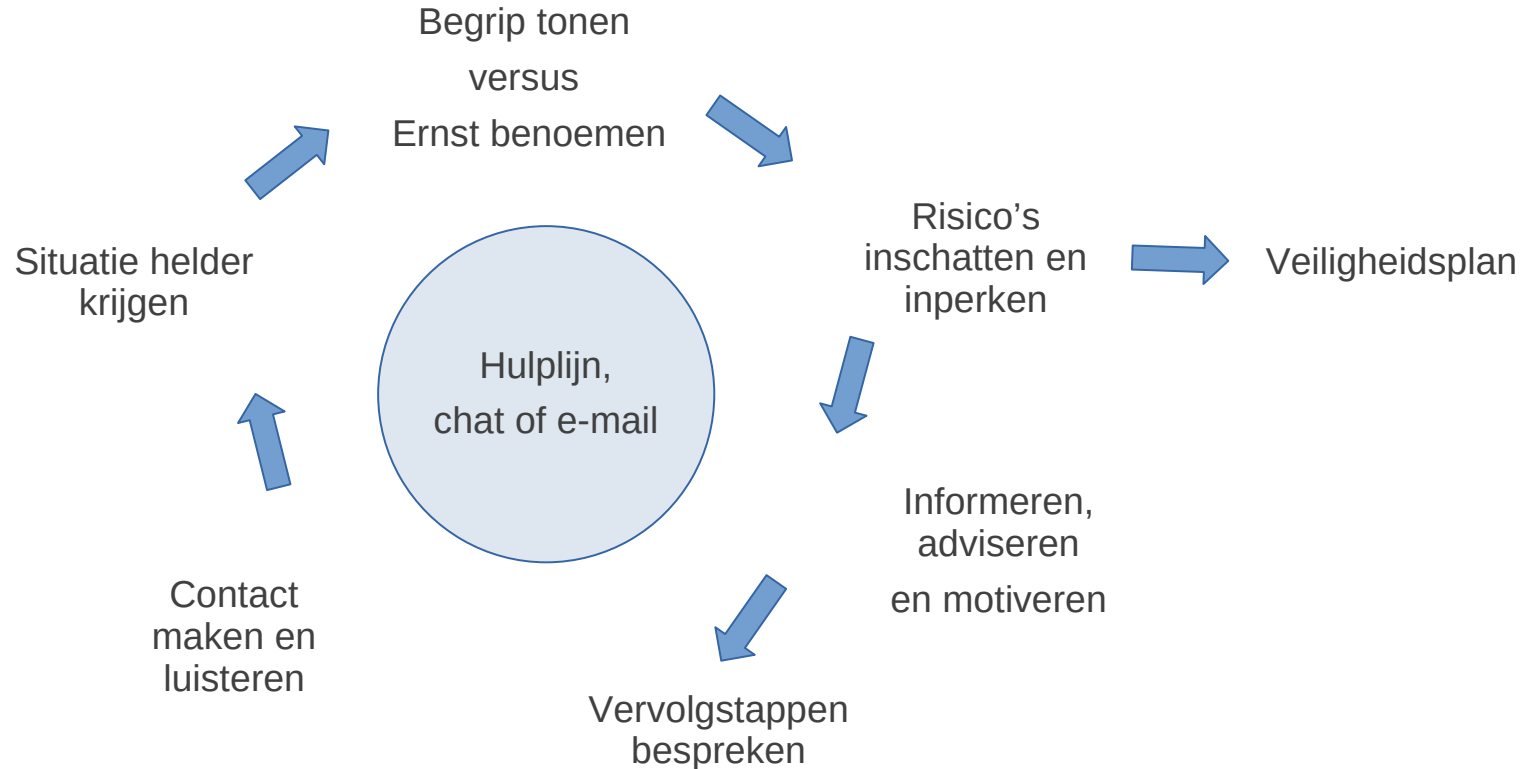 Begrip tonen
versus
Ernst benoemen
Risico’s
inschatten en
inperken
Veiligheidsplan
Situatie helder
krijgen
Hulplijn,
chat of e-mail
Informeren,
adviseren
en motiveren
Contact
maken en
luisteren
Vervolgstappen
bespreken